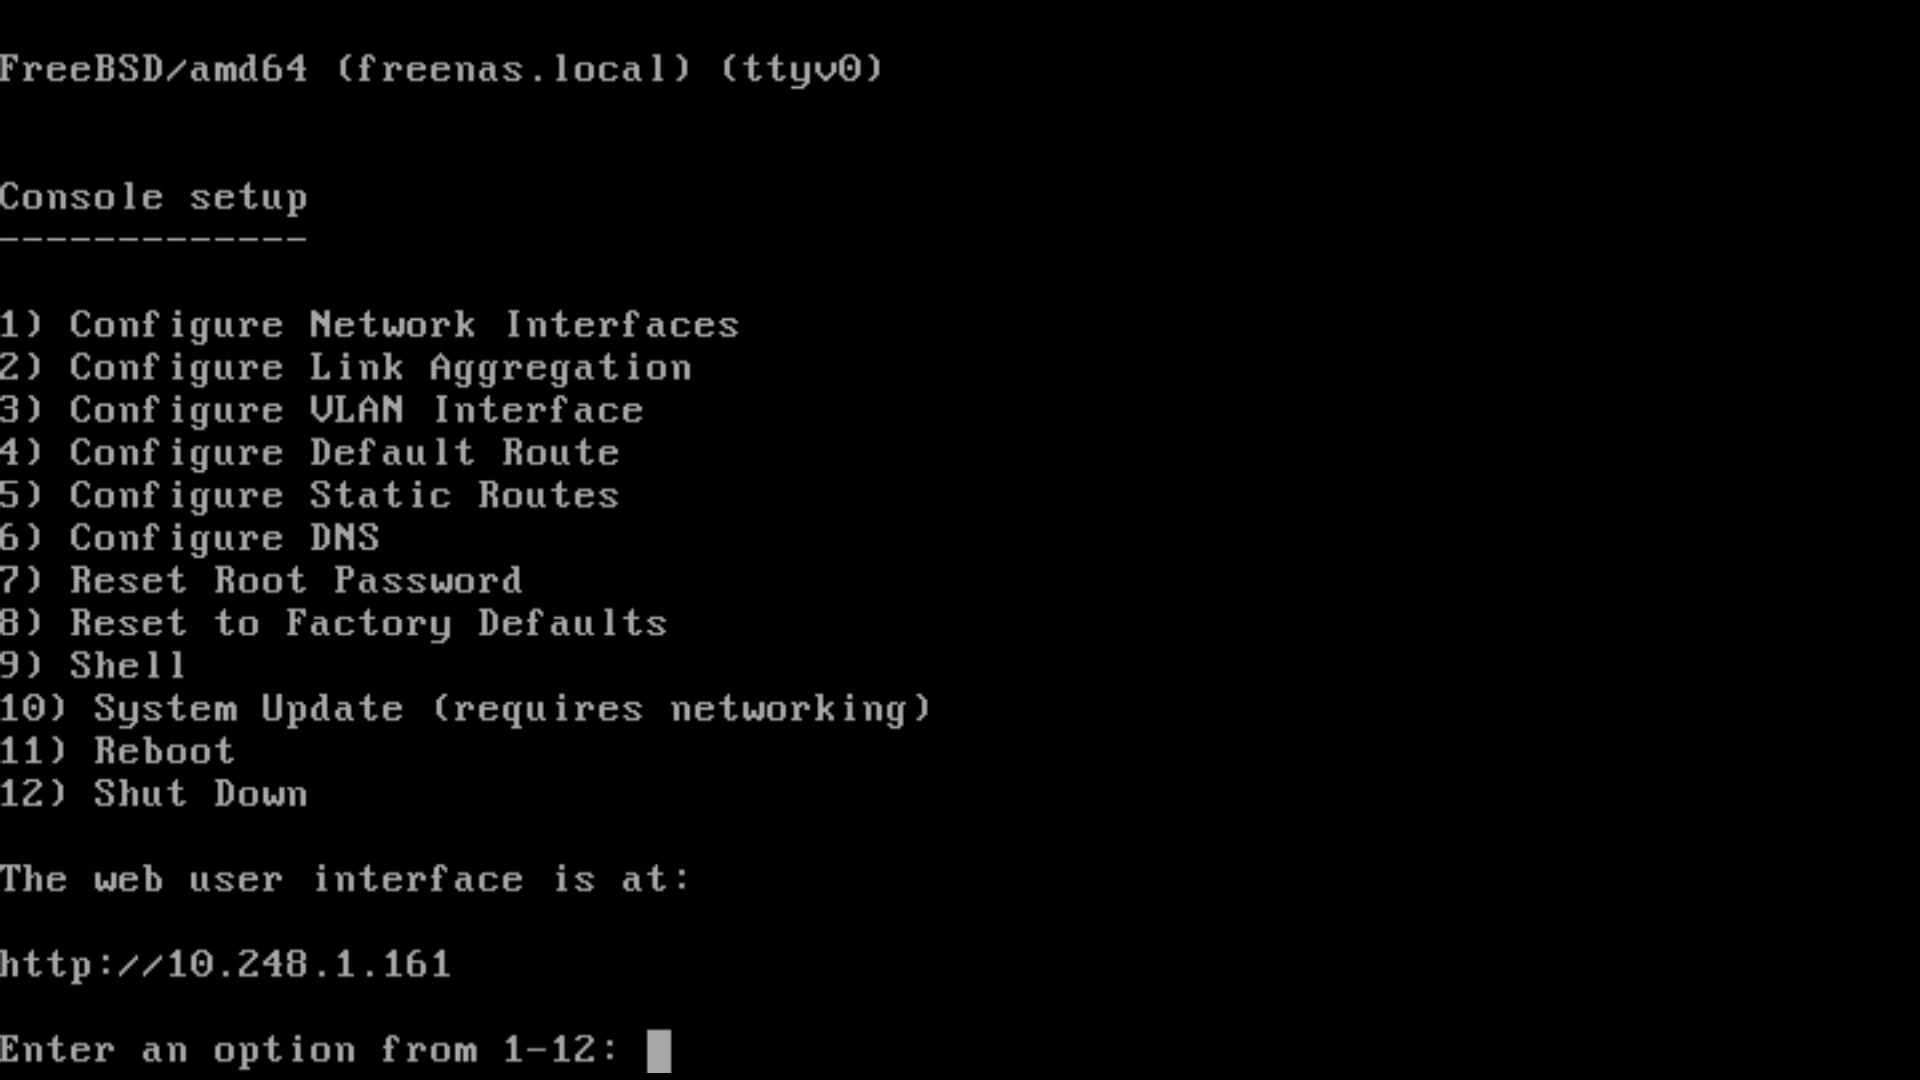 FreeBSD/amd64 (freenas.local) (ttyv0)
Console setup
-------------
1) Configure Network Interfaces
2) Configure Link Aggregation
3) Configure VLAN Interface
4) Configure Default Route
5) Configure Static Routes
6) Configure DNS
7) Reset Root Password
8) Reset to Factory Defaults
9) Shell
10) System Update (requires networking)
11) Reboot
12) Shut Down
The web user interface is at:
http://10.248.1.161
Enter an option from 1-12: